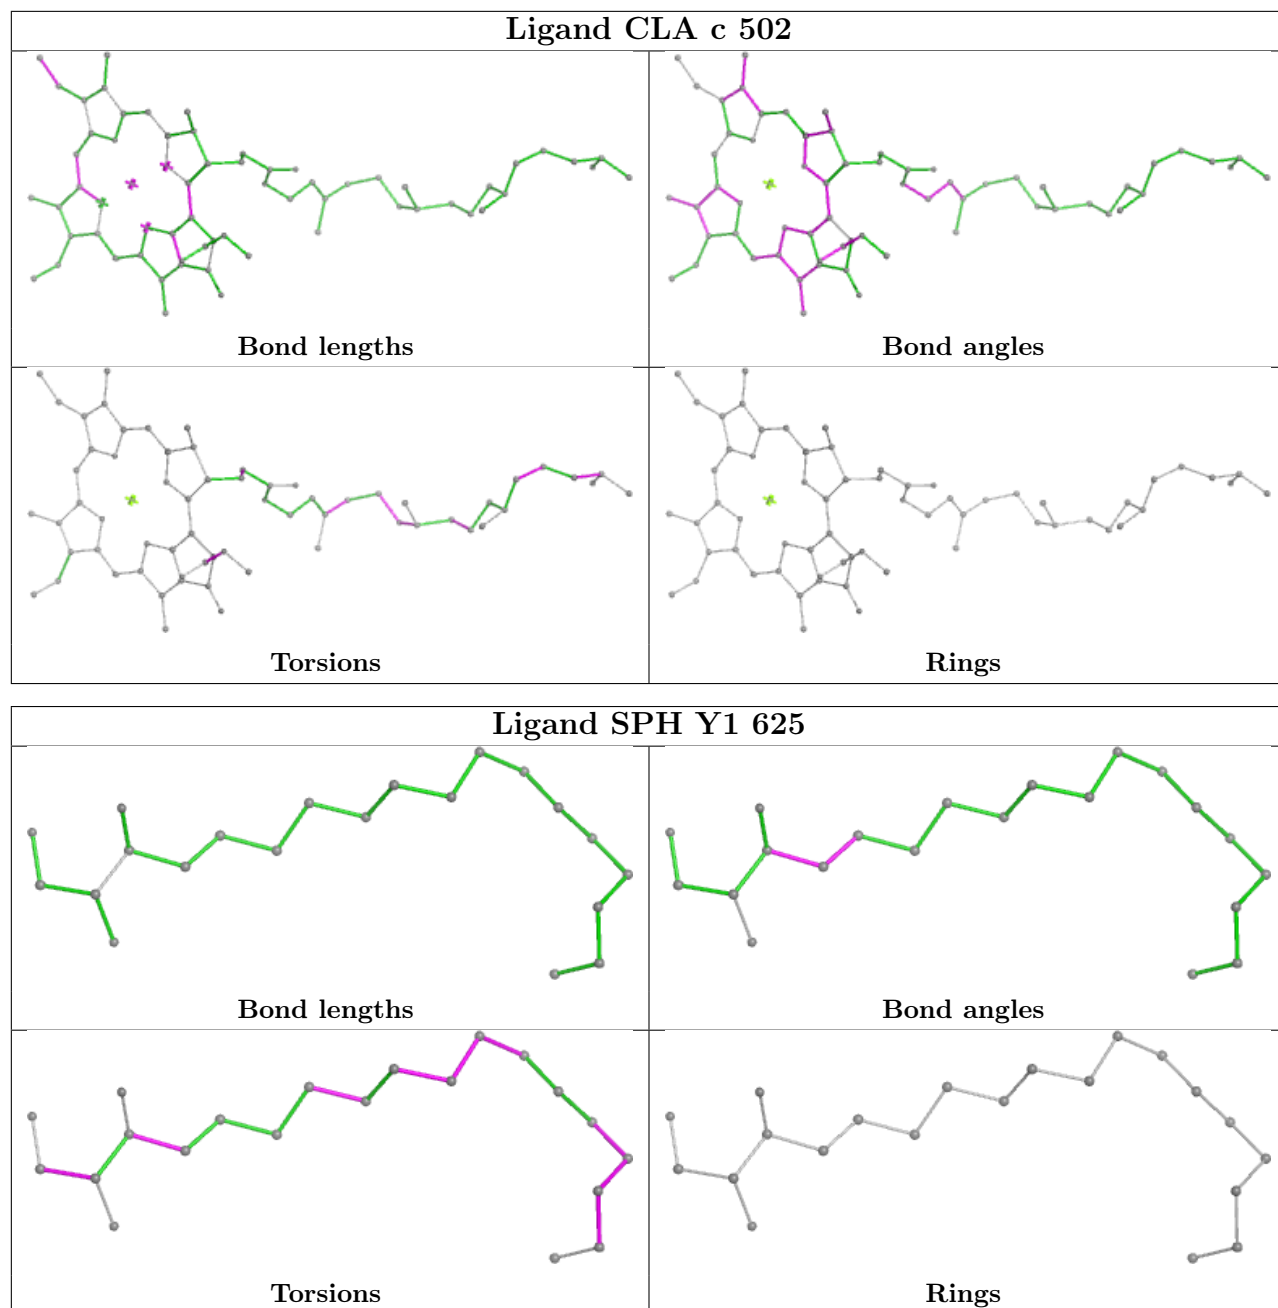 Ligand CLA c 502
Bond lengths
Bond angles
Torsions
Rings
Ligand SPH Y1 625
Bond lengths
Bond angles
Torsions
Rings